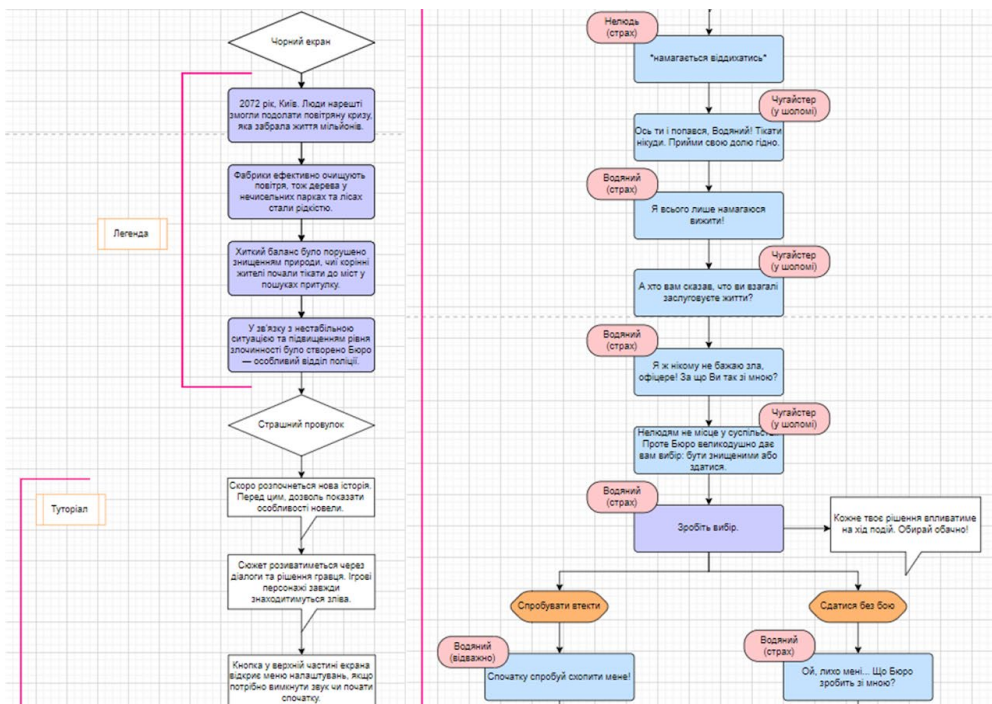 Чорний екран
2072 рік, Київ. Люди нарешті
змогли подолати повітряну кризу,
яка забрала життя мільйонів.
Фабрики ефективно очищують
повітря, тож дерева у
нечисельних парках та лісах
стали рідкістю.
Легенда
Хиткий баланс було порушено
знищенням природи, чиї корінні
жителі почали тікати до міст у
пошуках притулку.
У зв'язку з нестабільною
ситуацією та підвищенням рівня
злочинності було створено Бюро
— особливий відділ поліції.
Страшний провулок
Туторіал
Скоро розпочнеться нова історія.
Перед цим, дозволь показати
особливості новели.
Сюжет розиватиметься через
діалоги та рішення гравця. Ігрові
персонажі завжди
знаходитимуться зліва.
Кнопка у верхній частині екрана
відкриє меню налаштувань, якщо
потрібно вимкнути звук чи почати
спочатку.
Нелюдь
(страх)
*намагається віддихатись*
Чугайстер
(у шоломі)
Ось ти і попався, Водяний! Тікати
нікуди. Прийми свою долю гідно.
Водяний
(страх)
Я всього лише намагаюся
вижити!
Чугайстер
(у шоломі)
А хто вам сказав, що ви взагалі
заслуговуєте життя?
Водяний
(страх)
Я ж нікому не бажаю зла,
офіцере! За що Ви так зі мною?
Чугайстер
(у шоломі)
Нелюдям не місце у
Проте Бюро великодушно дає
вам вибір: бути знищеними або
здатися.
Водяний
(страх)
Зробіть вибір.
Кожне твоє рішення впливатиме
на хід подій. Обирай обачно!
Спробувати втекти
Сдатися без бою
Водяний
(відважно)
Спочатку спробуй схопити мене!
Водяний
(страх)
Ой, лихо мені... Що Бюро
зробить зі мною?